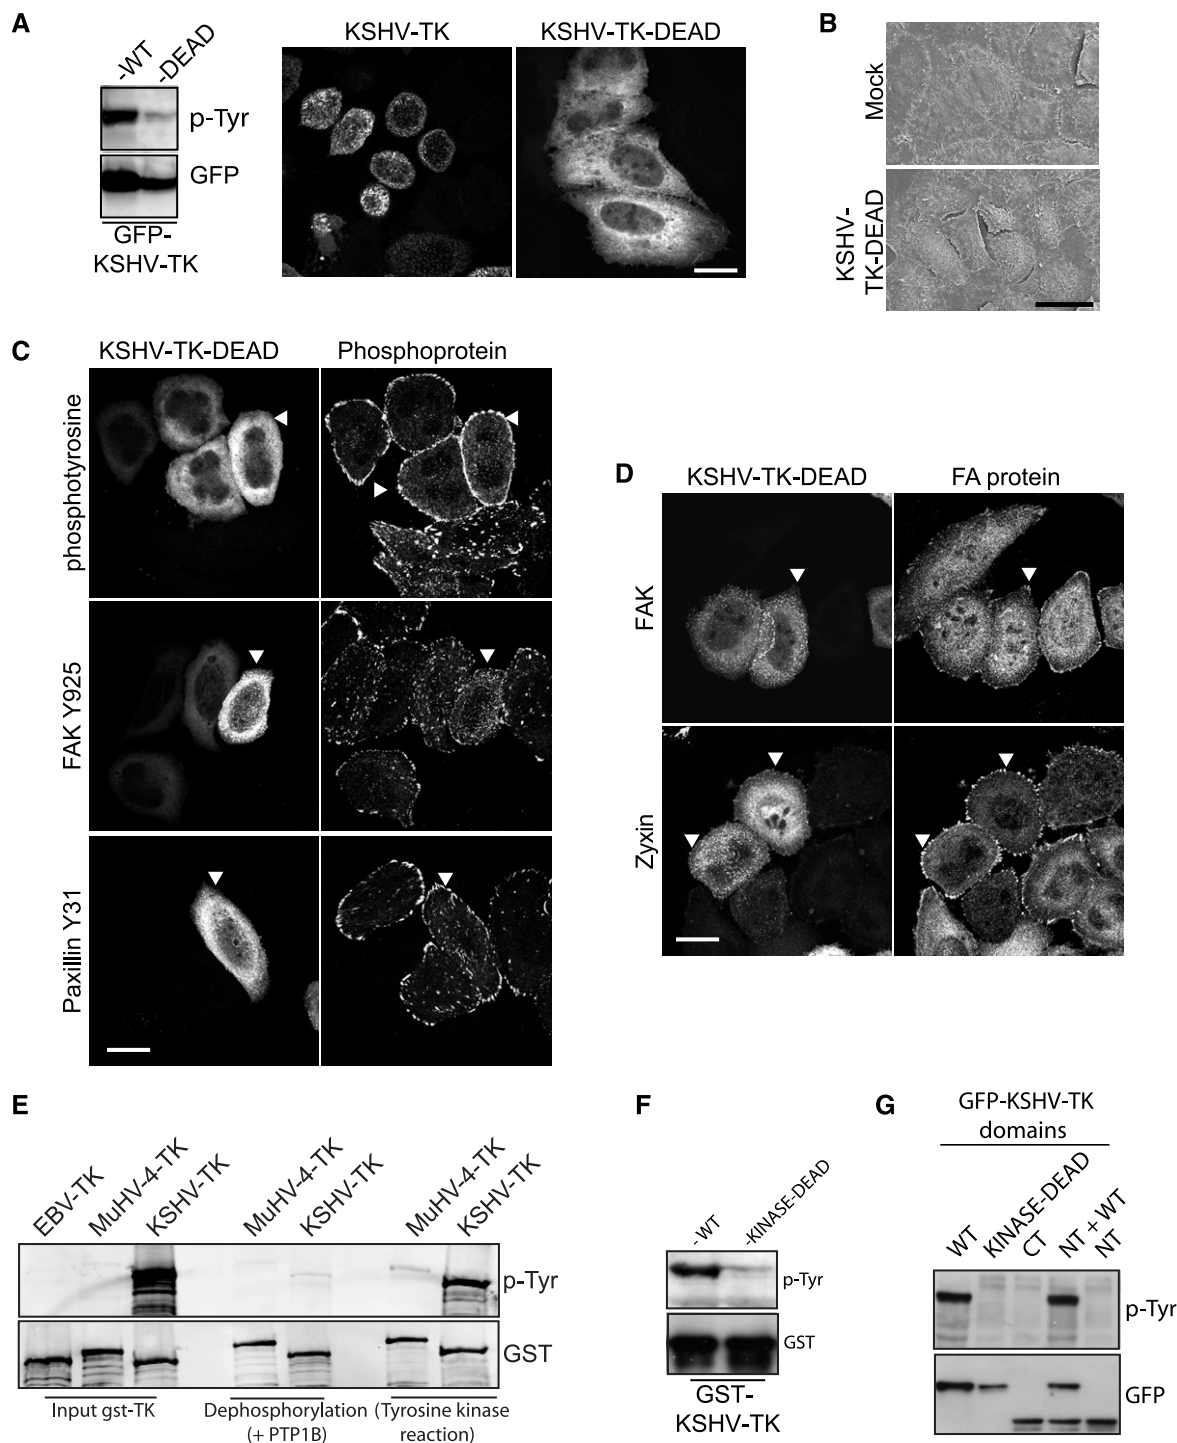 A
-WT
-DEAD
p-Tyr
GFP
GFP-
KSHV-TK
KSHV-TK
KSHV-TK-DEAD
B
Mock
KSHV-
TK-DEAD
C
KSHV-TK-DEAD
Phosphoprotein
phosphotyrosine
FAK Y925
Paxillin Y31
D
KSHV-TK-DEAD
FA protein
FAK
Zyxin
E
EBV-TK
MuHV-4-TK
KSHV-TK
MuHV-4-TK
KSHV-TK
MuHV-4-TK
KSHV-TK
p-Tyr
GST
Input gst-TK
Dephosphorylation
(+ PTP1B)
(Tyrosine kinase
reaction)
F
-WT
-KINASE-DEAD
p-Tyr
GST
GST-
KSHV-TK
G
GFP-KSHV-TK
domains
WT
KINASE-DEAD
CT
NT + WT
NT
p-Tyr
GFP